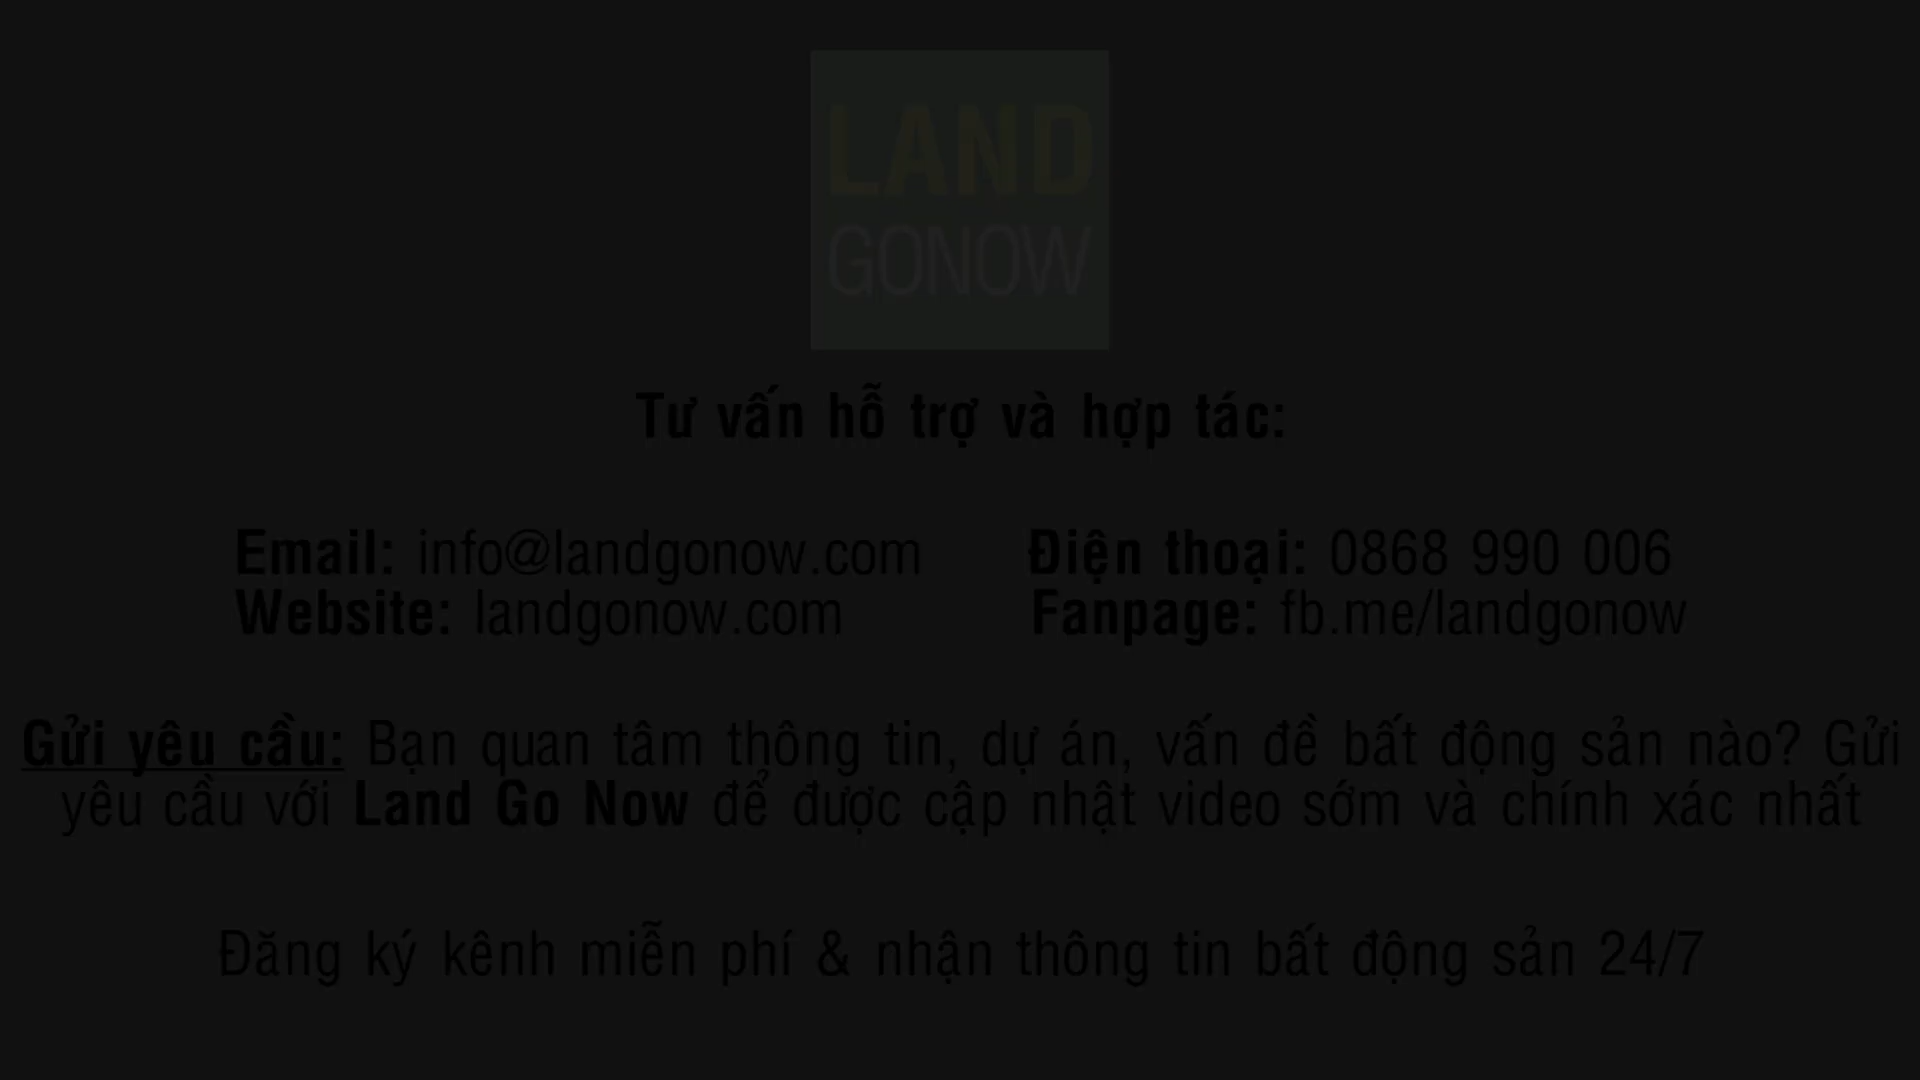 LAND
GONOW
Tư vấn hỗ trợ và hợp tác:
Email: info@landgonow.com Điện thoại: 0868 990 006
Website: landgonow.com Fanpage: fb.me/landgonow
Gửi yêu cầu: Bạn quan tâm thông tin, dự án, vấn đề bất động sản nào? Gửi
yêu cầu với Land Go Now để được cập nhật video sớm và chính xác nhất
Đăng ký kênh miễn phí & nhận thông tin bất động sản 24/7